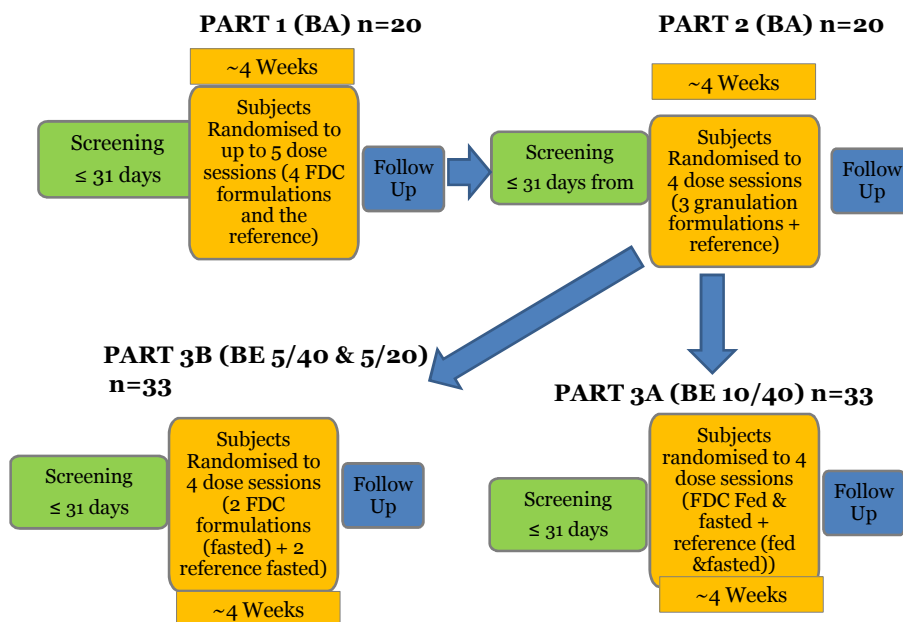 PART 1 (BA) n=20
~4 Weeks
Screening
≤ 31 days
Subjects
Randomised to
up to 5 dose
sessions (4 FDC
formulations
and the
reference)
Follow
Up
PART 2 (BA) n=20
~4 Weeks
Screening
≤ 31 days from
Subjects
Randomised to
4 dose sessions
(3 granulation
formulations +
reference)
Follow
Up
PART 3B (BE 5/40 & 5/20)
n=33
Screening
≤ 31 days
Subjects
Randomised to
4 dose sessions
(2 FDC
formulations
(fasted) + 2
reference fasted)
Follow
Up
~4 Weeks
PART 3A (BE 10/40) n=33
Screening
≤ 31 days
Subjects
randomised to 4
dose sessions
(FDC Fed &
fasted +
reference (fed
&fasted))
Follow
Up
~4 Weeks